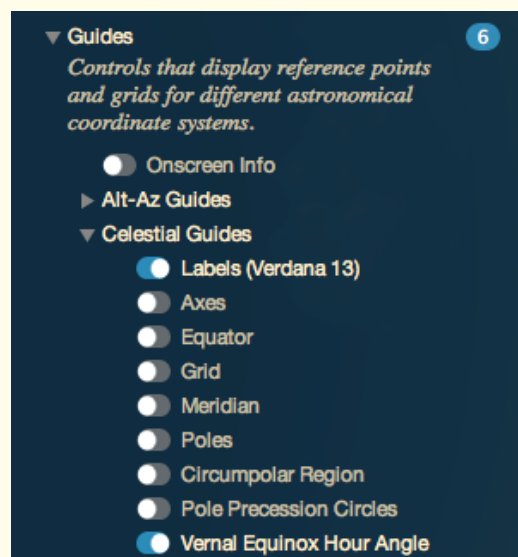 Guides 6
Controls that display reference points
and grids for different astronomical
coordinate systems.
Onscreen Info
Alt-Az Guides
Celestial Guides
Labels (Verdana 13)
Axes
Equator
Grid
Meridian
Poles
Circumpolar Region
Pole Precession Circles
Vernal Equinox Hour Angle